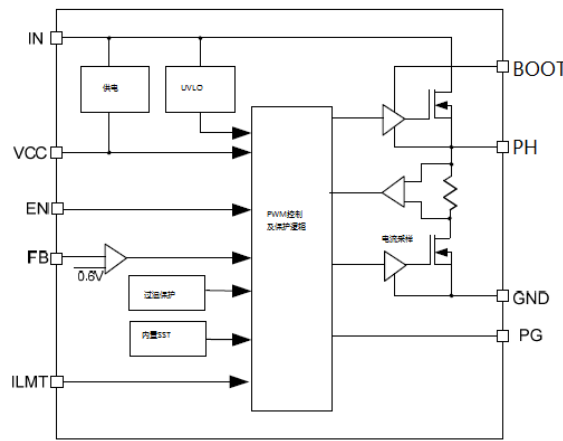 IN
BOOT
供电
UVLO
VCC
PH
EN
PWM控制
及保护逻辑
FB
0.6V
电流采样
过温保护
GND
内置SST
PG
ILMT